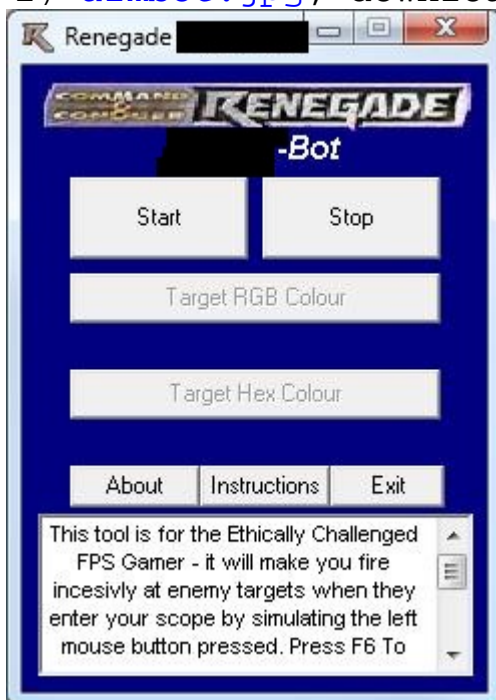 Renegade
COMMAND & CONQUER RENEGADE
-Bot
Start Stop
Target RGB Colour
Target Hex Colour
About Instructions Exit
This tool is for the Ethically Challenged
FPS Gamer - it will make you fire
incesivly at enemy targets when they
enter your scope by simulating the left
mouse button pressed. Press F6 To